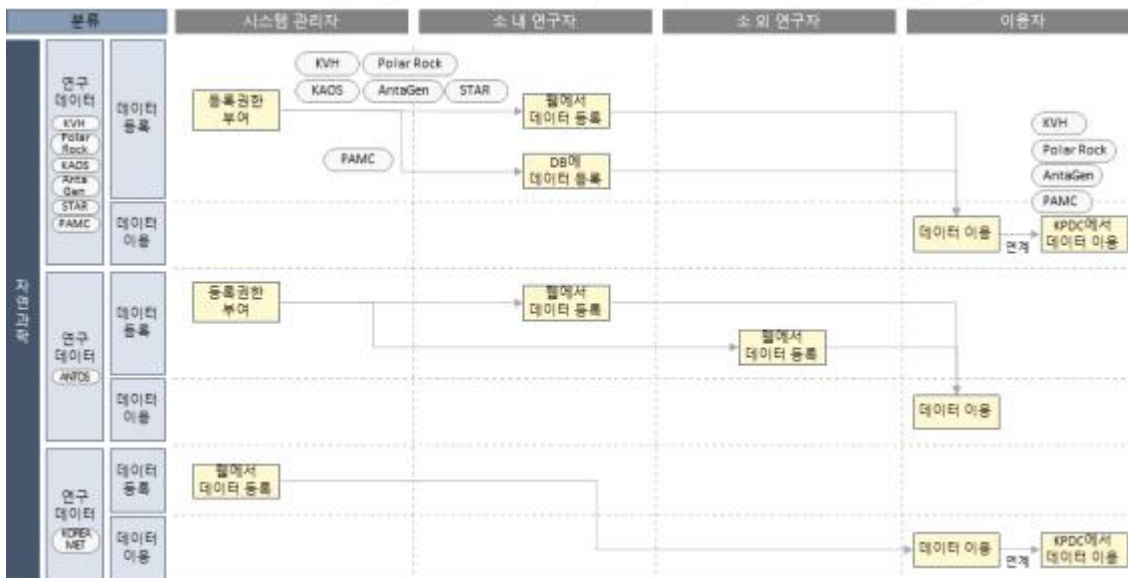 분류
시스템 관리자
소 내 연구자
소 외 연구자
이용자
자연과학
연구
데이터
KVH
Polar
Rock
KAOS
Anta
Gen
STAR
PAMC
데이터
등록
등록권한
부여
KVH
Polar Rock
KAOS
AntaGen
STAR
PAMC
웹에서
데이터 등록
DB에
데이터 등록
KVH
Polar Rock
AntaGen
PAMC
데이터
이용
데이터 이용
연계
KPDC에서
데이터 이용
연구
데이터
ANTOS
데이터
등록
등록권한
부여
웹에서
데이터 등록
웹에서
데이터 등록
데이터
이용
데이터 이용
연구
데이터
KOREA
MET
데이터
등록
웹에서
데이터 등록
데이터
이용
데이터 이용
연계
KPDC에서
데이터 이용